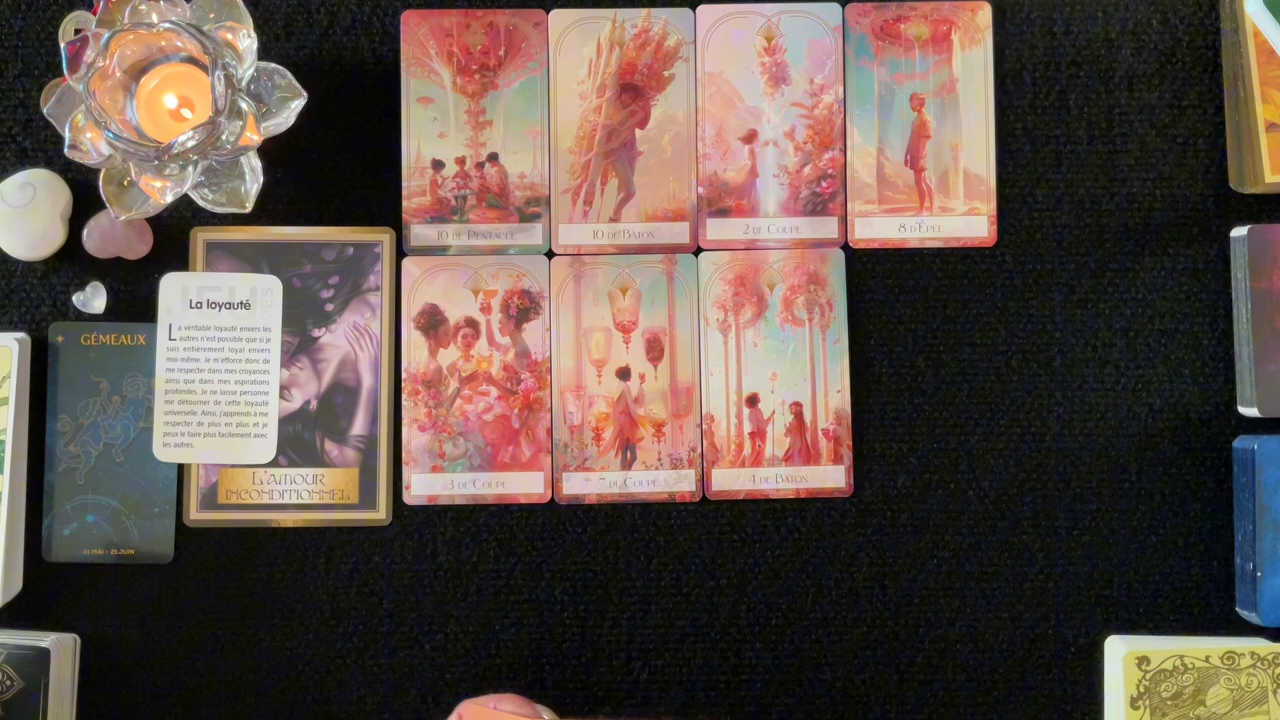 10 de Pentacle
10 de Bâton
2 de Coupe
8 d'Épée
3 de Coupe
7 de Coupe
4 de Bâton
GÉMEAUX
21 MAI - 21 JUIN
La loyauté
La véritable loyauté envers les
autres n'est possible que si je
suis entièrement loyal envers
moi-même. Je m'efforce donc de
me respecter dans mes croyances
ainsi que dans mes aspirations
profondes. Je ne laisse personne
me détourner de cette loyauté
universelle. Ainsi, j'apprends à me
respecter de plus en plus et je
peux le faire plus facilement avec
les autres.
L'AMOUR
INCONDITIONNEL